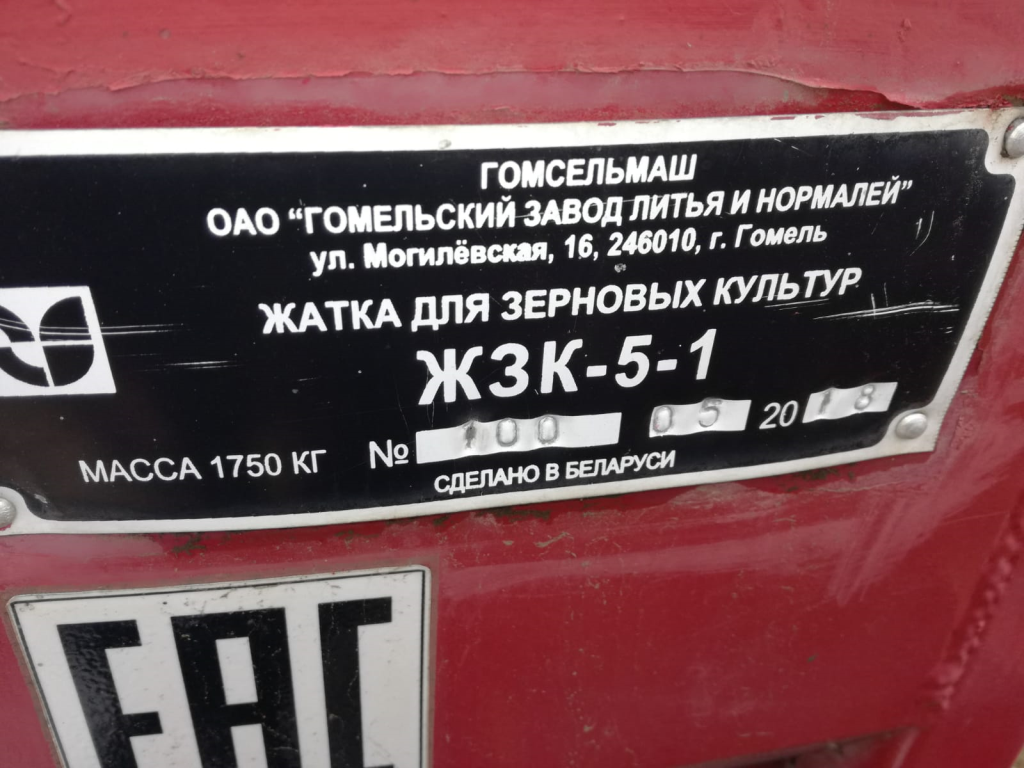 ГОМСЕЛЬМАШ
ОАО “ГОМЕЛЬСКИЙ ЗАВОД ЛИТЬЯ И НОРМАЛЕЙ”
ул. Могилёвская, 16, 246010, г. Гомель
ЖАТКА ДЛЯ ЗЕРНОВЫХ КУЛЬТУР
ЖЗК-5-1
МАССА 1750 КГ № 100 05 2018
СДЕЛАНО В БЕЛАРУСИ
EAC